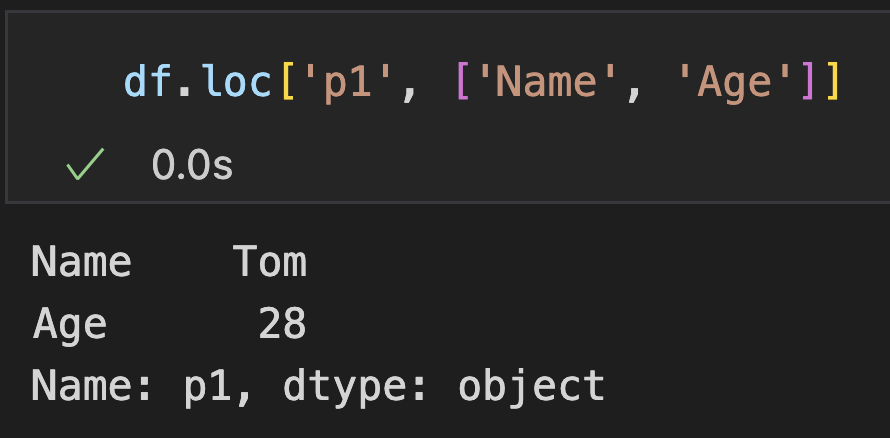 df.loc['p1', ['Name', 'Age']]
0.0s
Name    Tom
Age      28
Name: p1, dtype: object